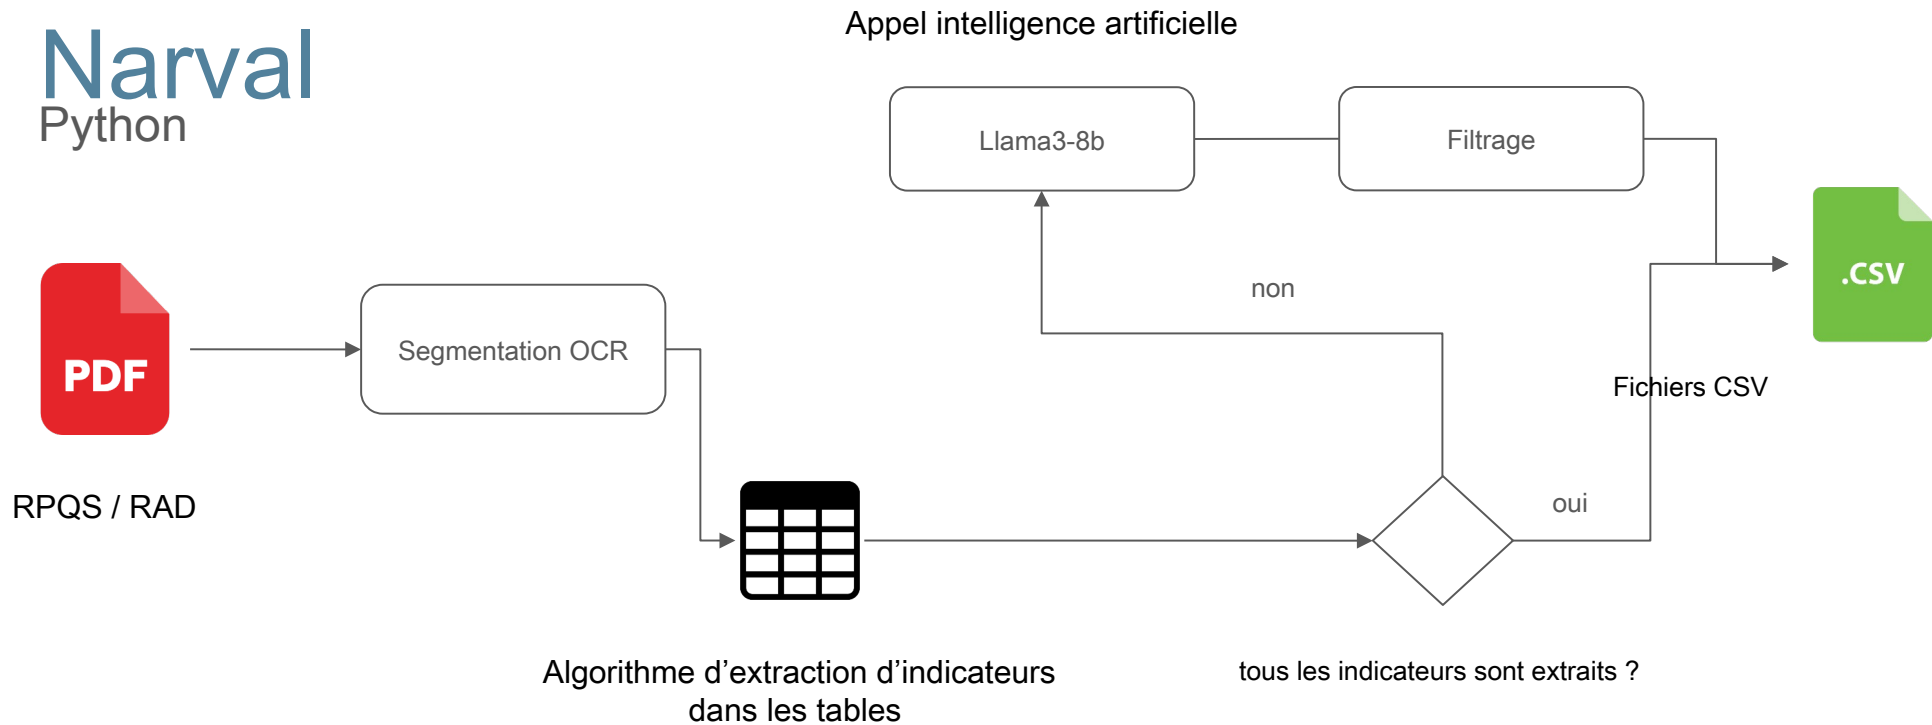 Appel intelligence artificielle
Narval
Python
Llama3-8b
Filtrage
.CSV
non
Segmentation OCR
PDF
Fichiers CSV
RPQS / RAD
oui
Algorithme d’extraction d’indicateurs
dans les tables
tous les indicateurs sont extraits ?